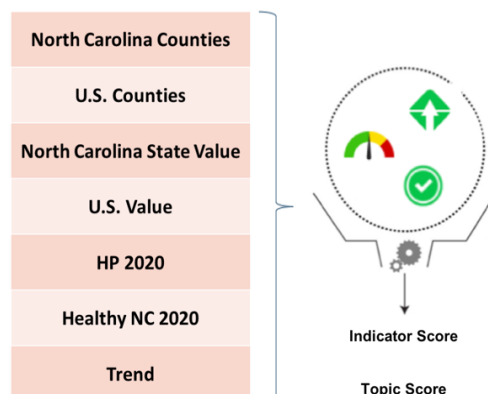 North Carolina Counties
U.S. Counties
North Carolina State Value
U.S. Value
HP 2020
Healthy NC 2020
Trend
Indicator Score
Topic Score